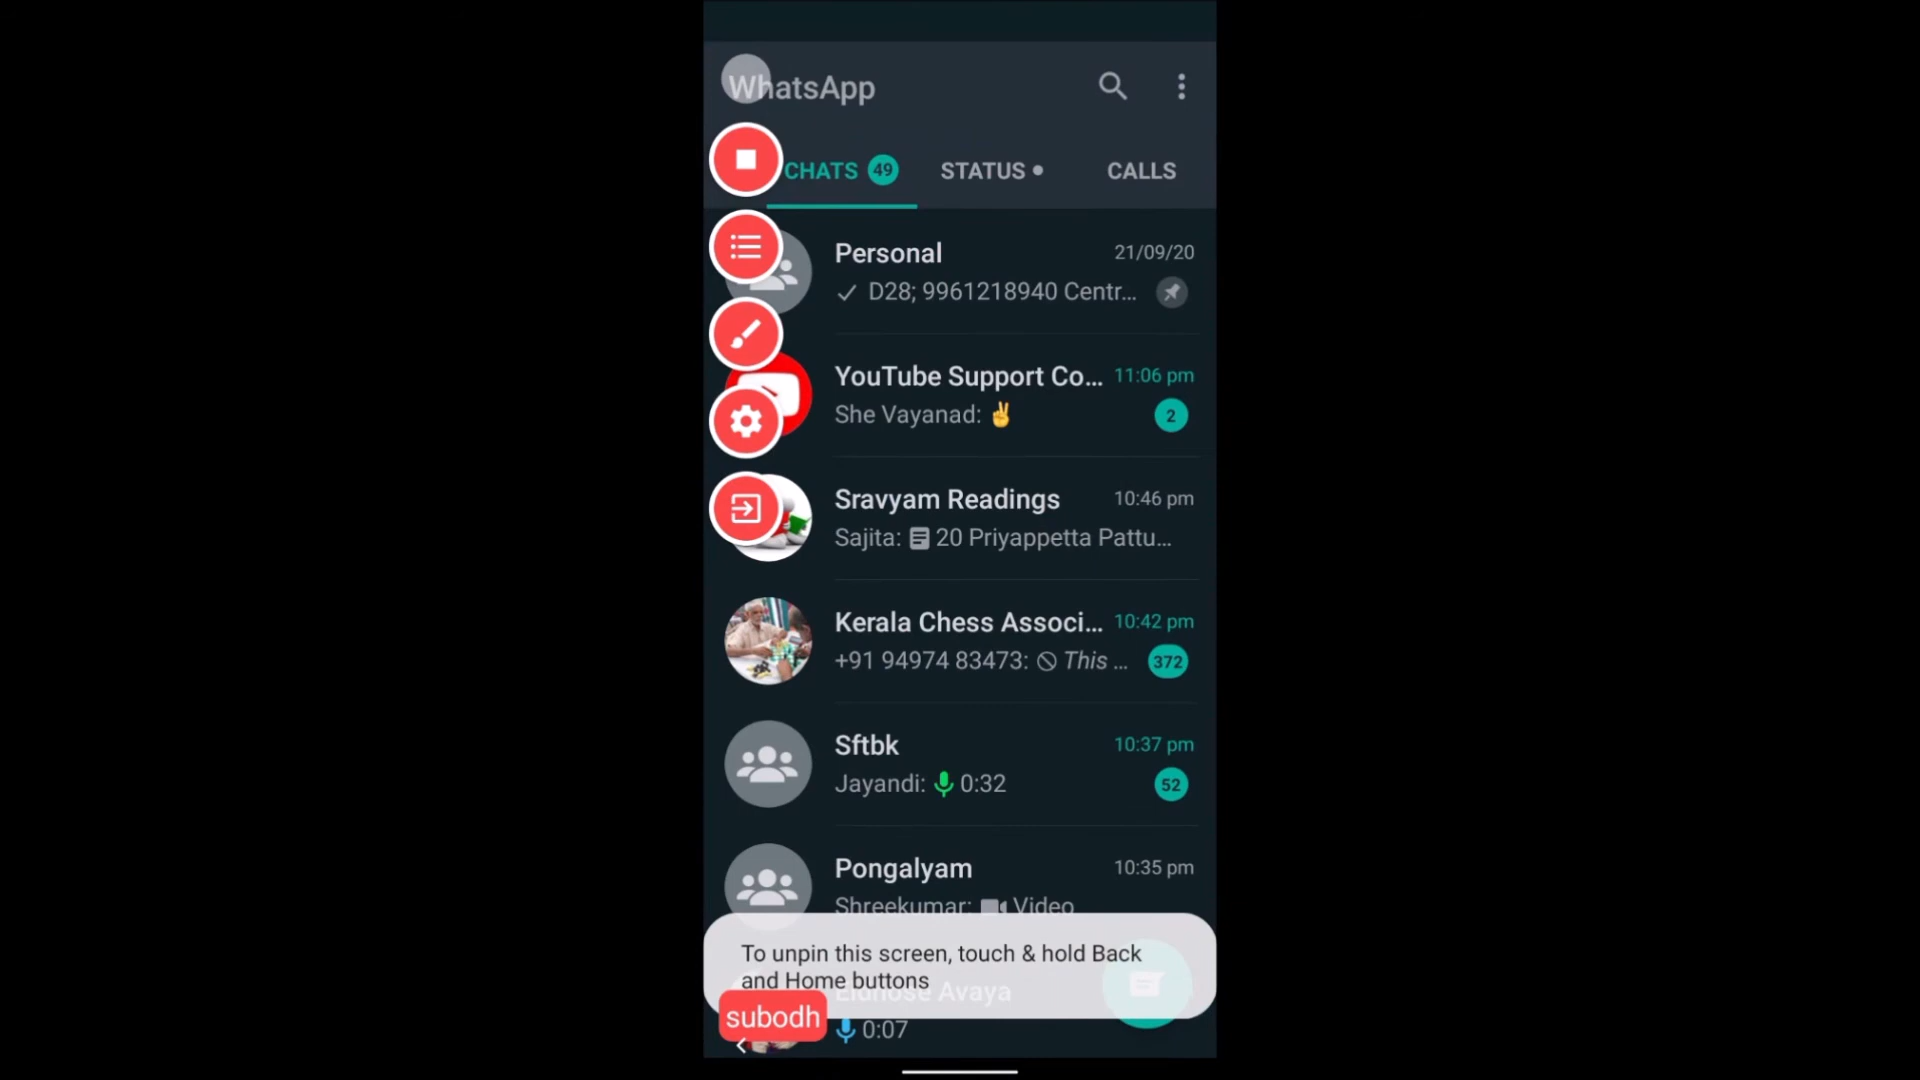 WhatsApp
CHATS 49 STATUS CALLS
Personal 21/09/20
D28; 9961218940 Centr...
YouTube Support Co... 11:06 pm
She Vayanad: ✌️ 2
Sravyam Readings 10:46 pm
Sajita: 20 Priyappetta Pattu...
Kerala Chess Associ... 10:42 pm
+91 94974 83473: This ... 372
Sftbk 10:37 pm
Jayandi: 0:32 52
Pongalyam 10:35 pm
Shreekumar: Video
To unpin this screen, touch & hold Back
and Home buttons
Eldhose Avaya
subodh
0:07